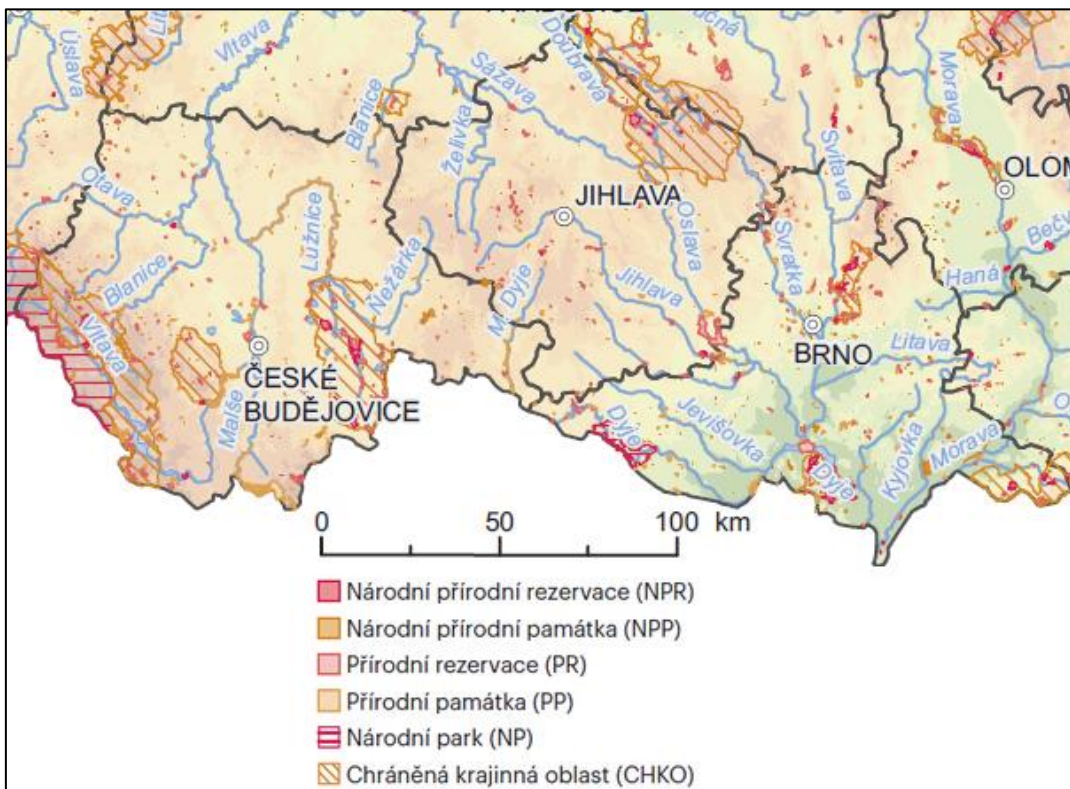 Úslava
Vltava
Doubrava
Sázava
Morava
Blanice
Želivka
Svitava
OLOM
JIHLAVA
Otava
Lužnice
Oslava
Svratka
Bečv
Nežárka
Haná
Blanice
M. Dyje
Jihlava
Vltava
BRNO
Litava
ČESKÉ
BUDĚJOVICE
Malše
Dyje
Jevišovka
Dyje
Kyjovka
Morava
0 50 100 km
Národní přírodní rezervace (NPR)
Národní přírodní památka (NPP)
Přírodní rezervace (PR)
Přírodní památka (PP)
Národní park (NP)
Chráněná krajinná oblast (CHKO)